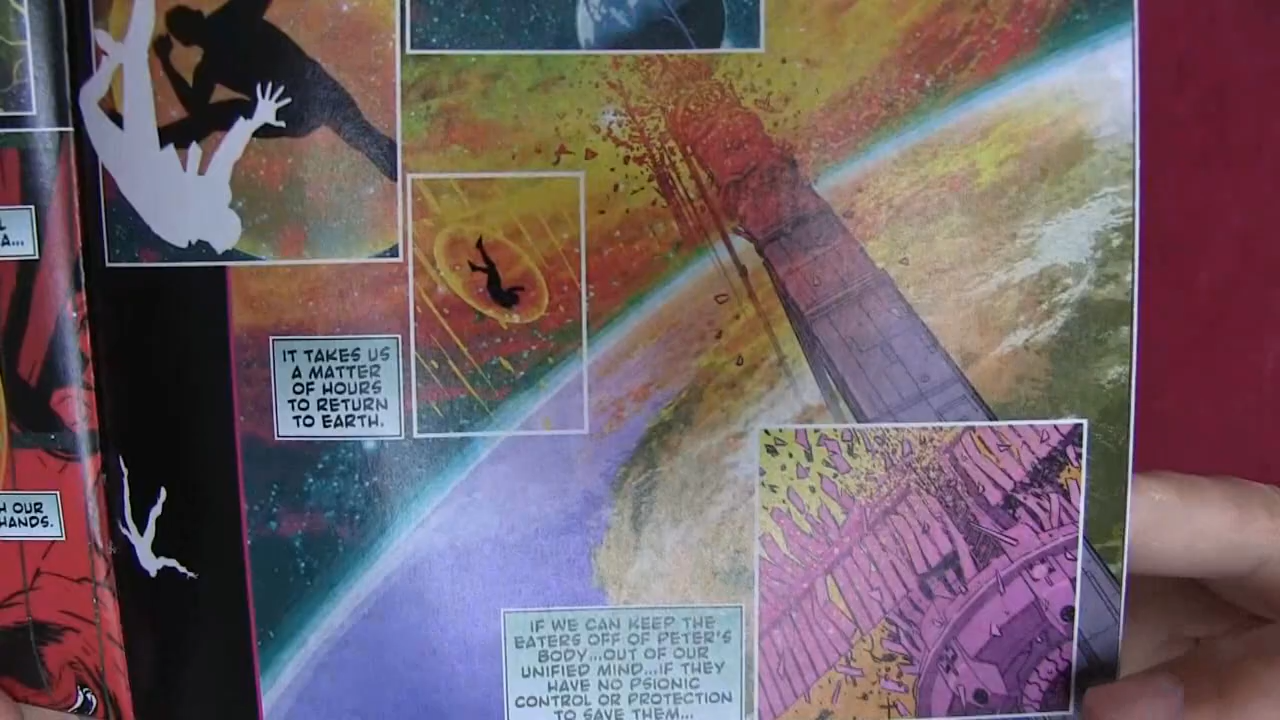 A...
H OUR
HANDS.
IT TAKES US
A MATTER
OF HOURS
TO RETURN
TO EARTH.
IF WE CAN KEEP THE
EATERS OFF OF PETER'S
BODY...OUT OF OUR
UNIFIED MIND...IF THEY
HAVE NO PSIONIC
CONTROL OR PROTECTION
TO SAVE THEM...